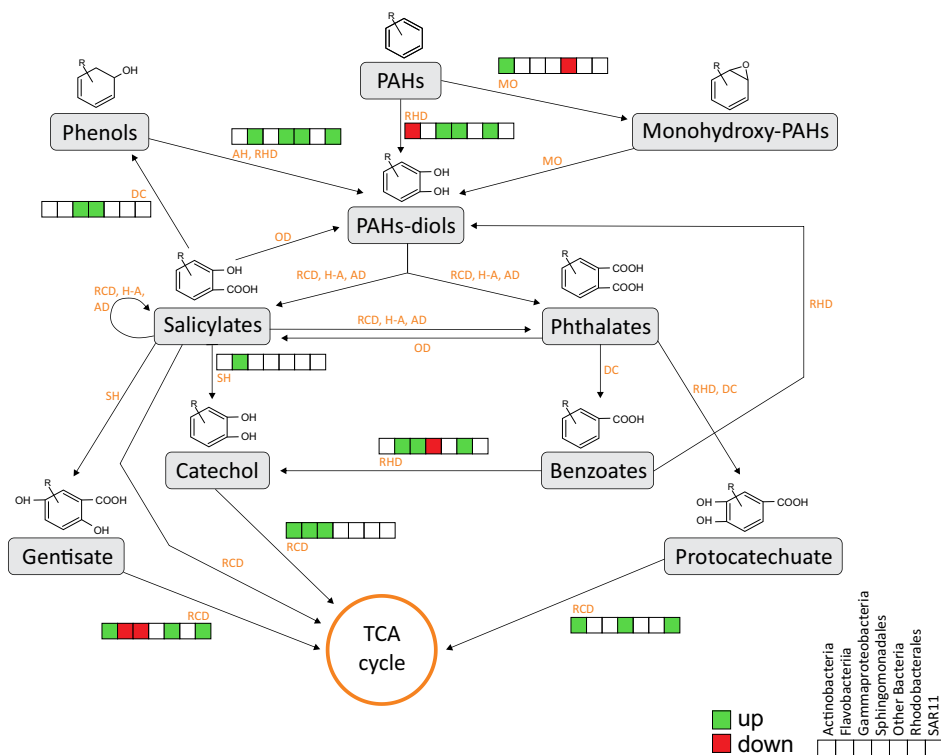 R
PAHs
R
OH
Phenols
MO
R
O
Monohydroxy-PAHs
RHD
AH, RHD
MO
R
OH
OH
PAHs-diols
DC
OD
R
OH
COOH
Salicylates
RCD, H-A, AD
RCD, H-A, AD
R
COOH
COOH
Phthalates
RCD, H-A,
AD
RCD, H-A, AD
OD
RHD
SH
SH
DC
RHD, DC
R
OH
OH
Catechol
R
COOH
Benzoates
RHD
R
OH
COOH
OH
Gentisate
R
OH
OH
COOH
Protocatechuate
RCD
RCD
RCD
RCD
TCA
cycle
up
down
Actinobacteria
Flavobacteriia
Gammaproteobacteria
Sphingomonadales
Other Bacteria
Rhodobacterales
SAR11